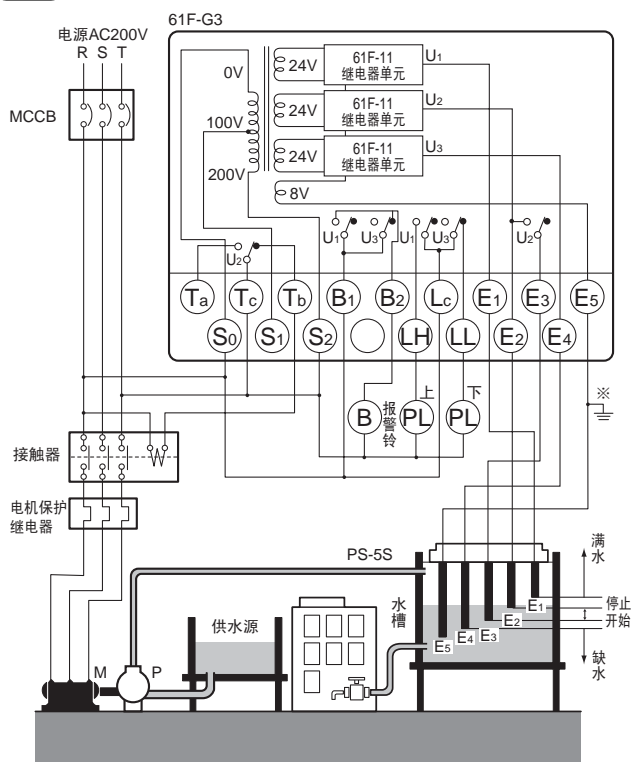 61F-G3
电源AC200V
R S T
MCCB
0V
100V
200V
24V
61F-11
继电器单元
U1
24V
61F-11
继电器单元
U2
24V
61F-11
继电器单元
U3
8V
U2
U1
U3
U1
U3
U2
Ta
Tc
Tb
B1
B2
Lc
E1
E3
E5
S0
S1
S2
LH
LL
E2
E4
B
报警铃
PL
上
PL
下
※
接触器
电机保护
继电器
PS-5S
满水
水槽
E1
停止
E2
开始
E3
E4
E5
缺水
供水源
M
P